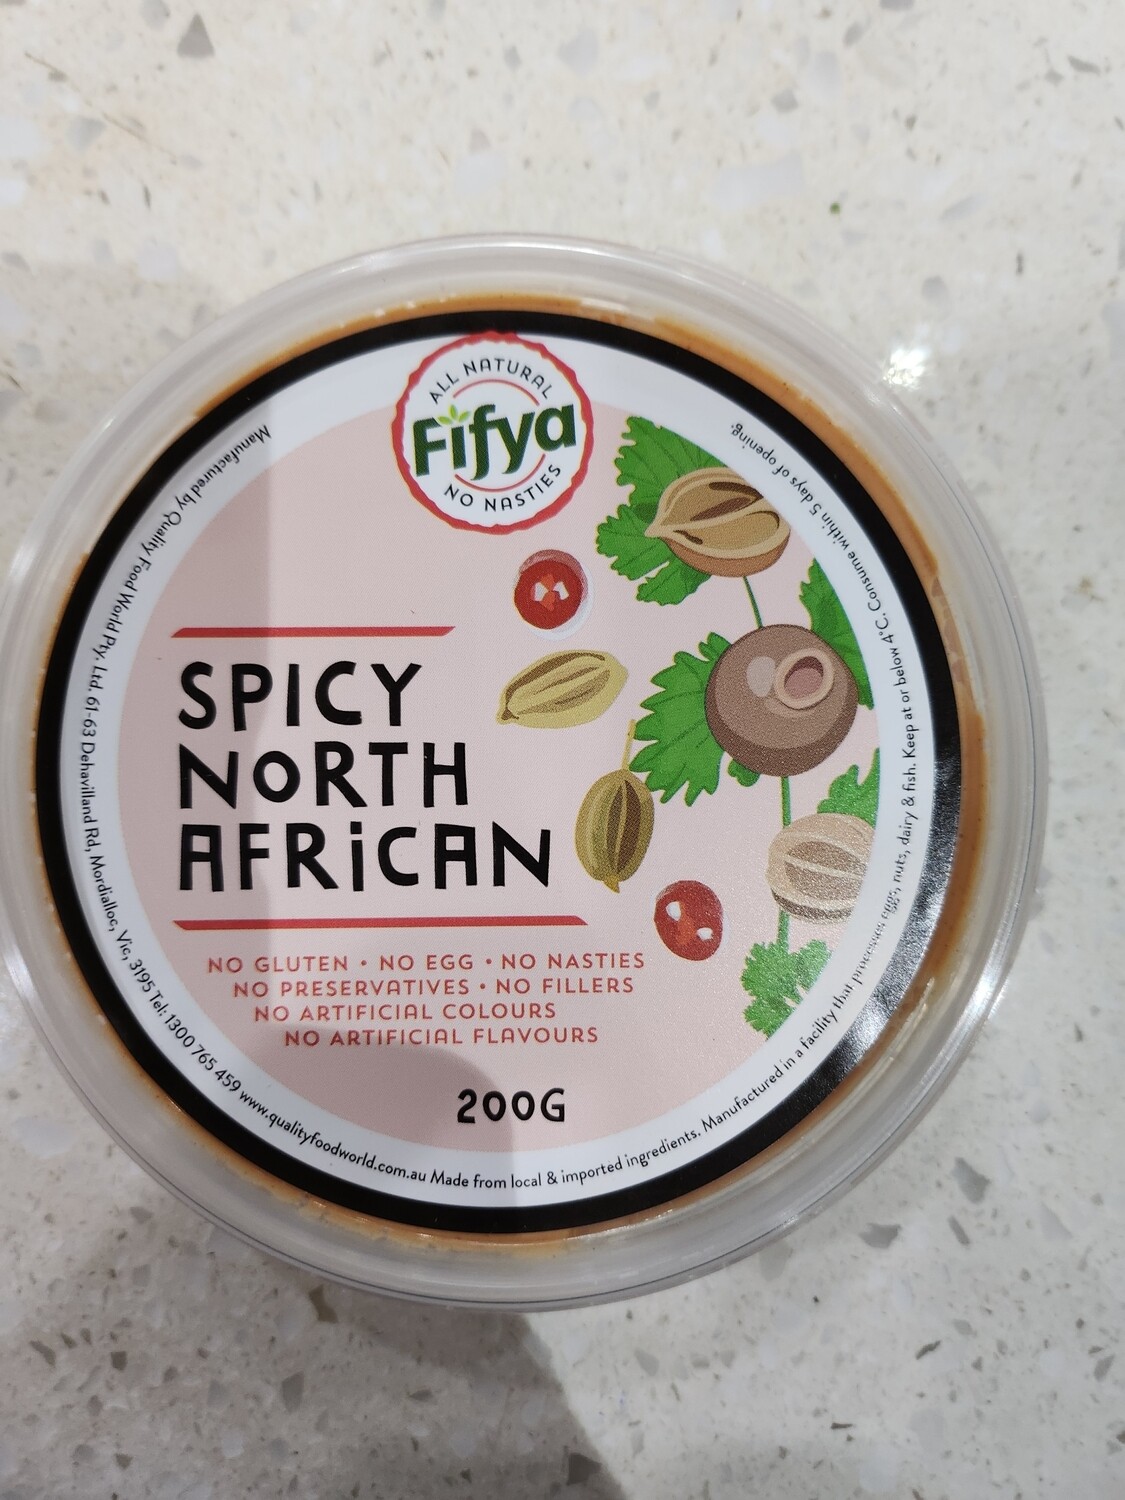 ALL NATURAL
Fifya
NO NASTIES
SPICY
NORTH
AFRiCAN
NO GLUTEN • NO EGG • NO NASTIES
NO PRESERVATIVES • NO FILLERS
NO ARTIFICIAL COLOURS
NO ARTIFICIAL FLAVOURS
200G
Manufactured by Quality Food World Pty. Ltd. 61-63 Dehavilland Rd, Mordialloc, Vic, 3195 Tel: 1300 765 459 www.qualityfoodworld.com.au Made from local & imported ingredients. Manufactured in a facility that processes eggs, nuts, dairy & fish. Keep at or below 4°C. Consume within 5 days of opening.